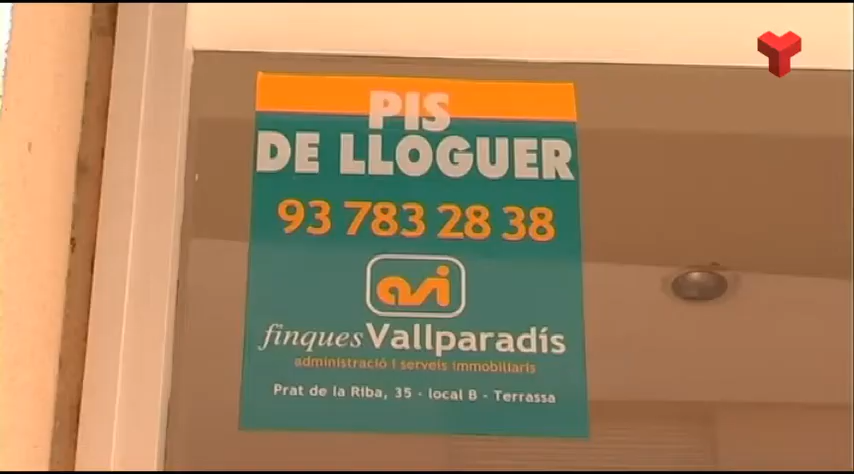 PIS
DE LLOGUER
93 783 28 38
asi
finques Vallparadís
administració i serveis immobiliaris
Prat de la Riba, 35 - local B - Terrassa